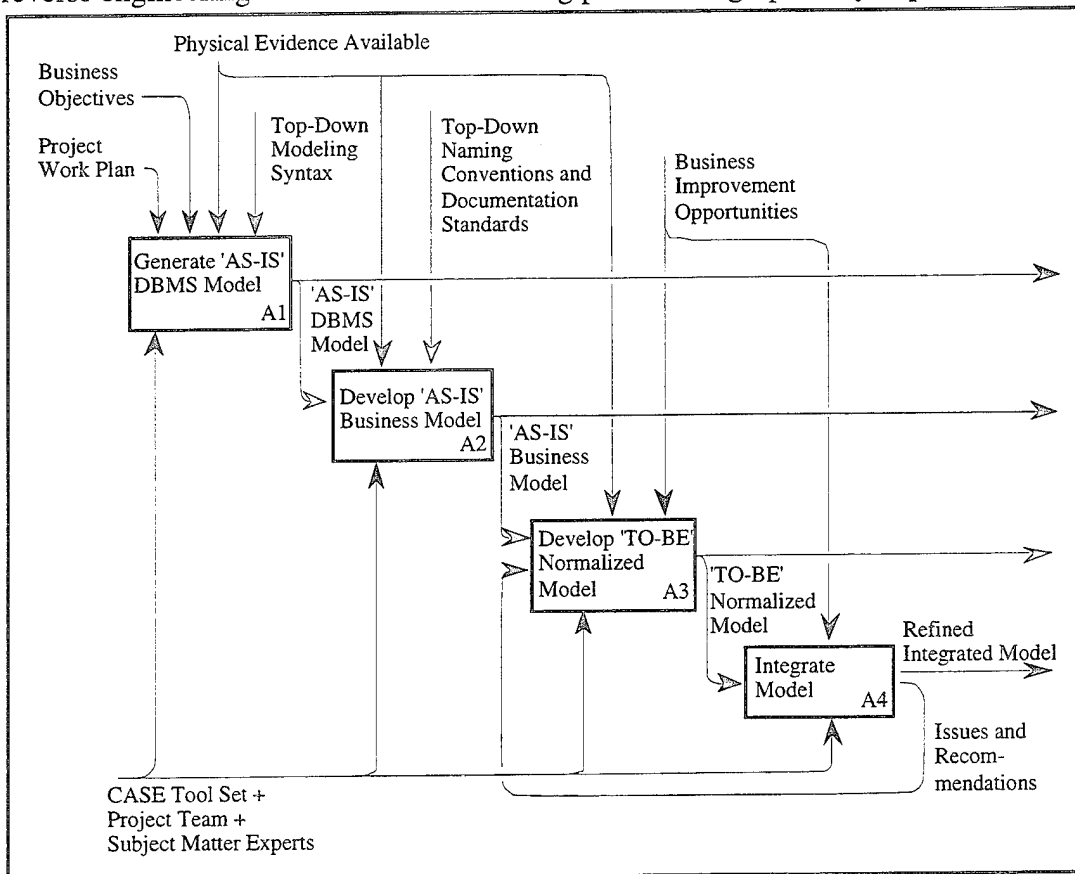 Physical Evidence Available
Business
Objectives
Project
Work Plan
Top-Down
Modeling
Syntax
Top-Down
Naming
Conventions and
Documentation
Standards
Business
Improvement
Opportunities
Generate 'AS-IS'
DBMS Model
A1
'AS-IS'
DBMS
Model
Develop 'AS-IS'
Business Model
A2
'AS-IS'
Business
Model
Develop 'TO-BE'
Normalized
Model
A3
'TO-BE'
Normalized
Model
Integrate
Model
A4
Refined
Integrated Model
Issues and
Recom-
mendations
CASE Tool Set +
Project Team +
Subject Matter Experts